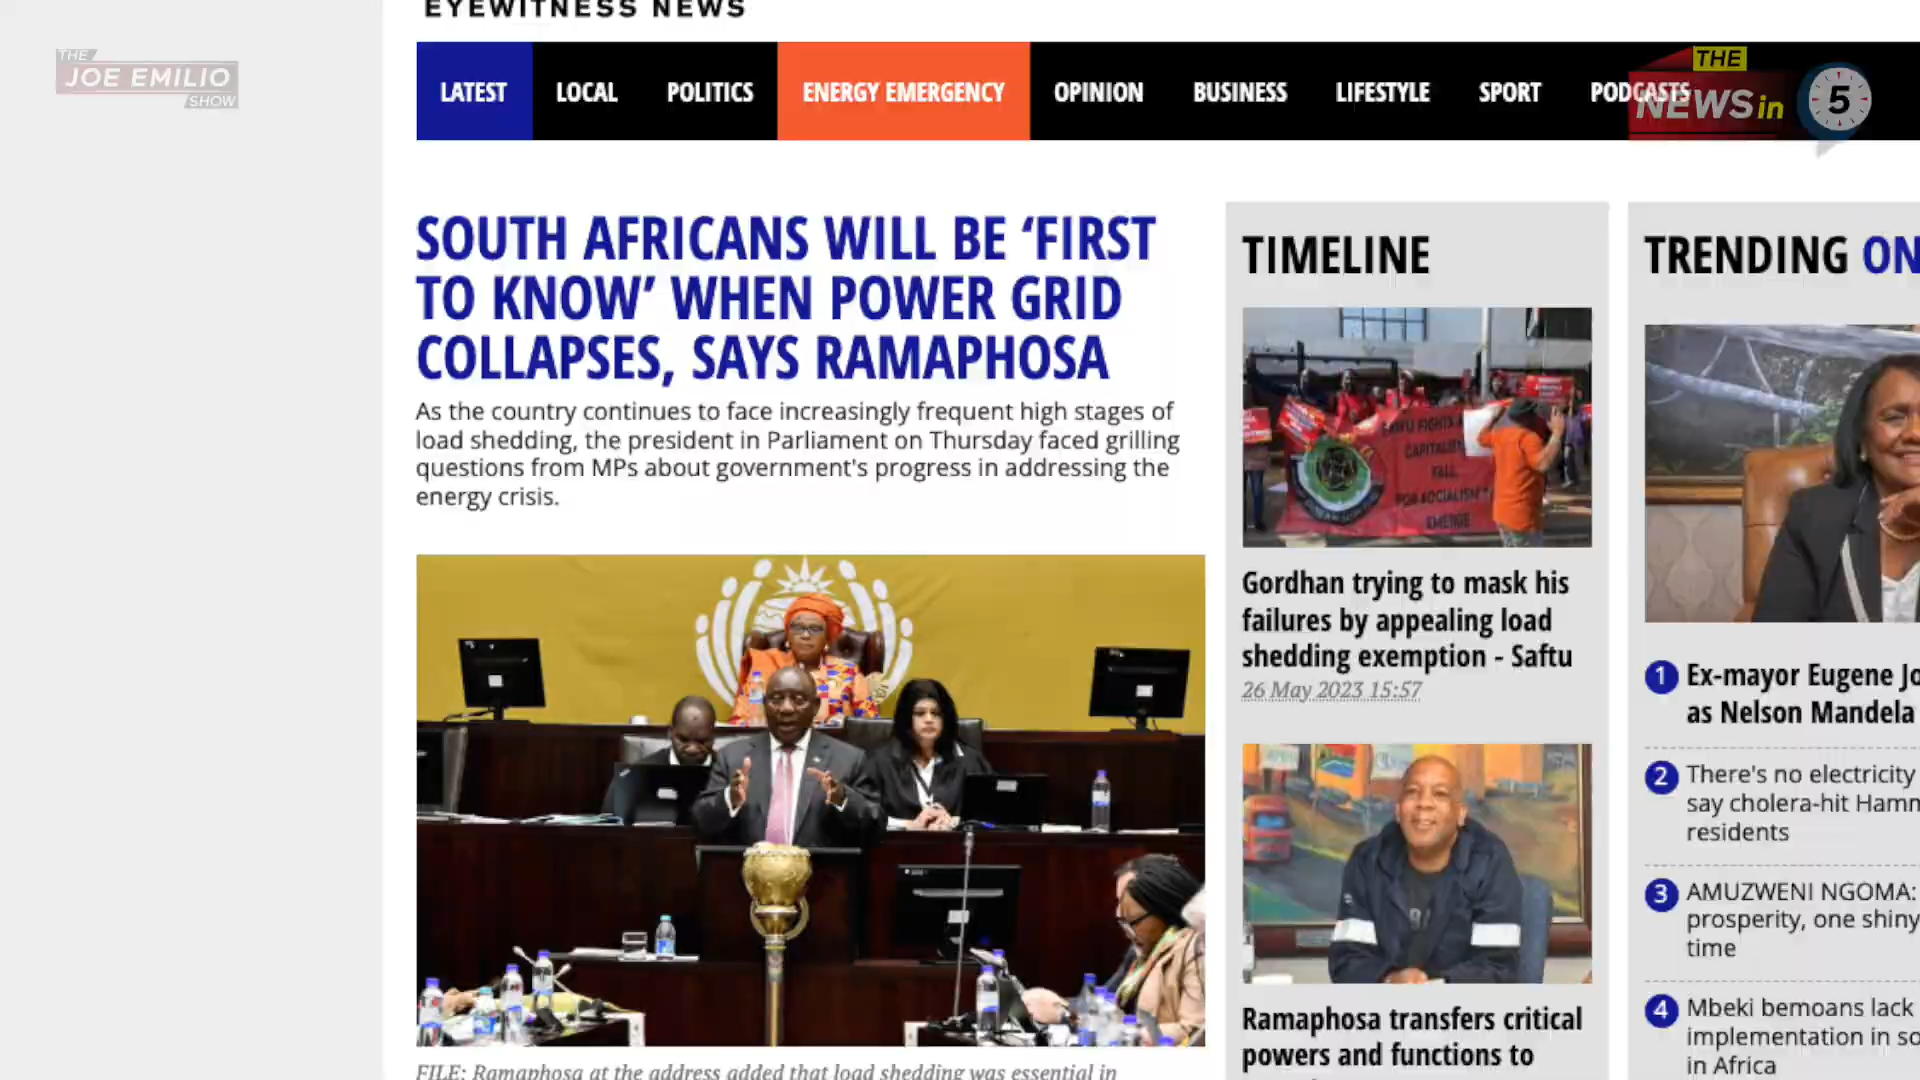 EYEWITNESS NEWS
THE
JOE EMILIO
SHOW
LATEST
LOCAL
POLITICS
ENERGY EMERGENCY
OPINION
BUSINESS
LIFESTYLE
SPORT
PODCASTS
THE
NEWS in 5
SOUTH AFRICANS WILL BE ‘FIRST
TO KNOW’ WHEN POWER GRID
COLLAPSES, SAYS RAMAPHOSA
As the country continues to face increasingly frequent high stages of
load shedding, the president in Parliament on Thursday faced grilling
questions from MPs about government's progress in addressing the
energy crisis.
FILE: Ramaphosa at the address added that load shedding was essential in
TIMELINE
CAPITALISM
FALL
FOR SOCIALISM
EMERGE
Gordhan trying to mask his
failures by appealing load
shedding exemption - Saftu
26 May 2023 15:57
Ramaphosa transfers critical
powers and functions to
TRENDING ON
1 Ex-mayor Eugene Jo
as Nelson Mandela
2 There's no electricity
say cholera-hit Hamm
residents
3 AMUZWENI NGOMA:
prosperity, one shiny
time
4 Mbeki bemoans lack
implementation in so
in Africa